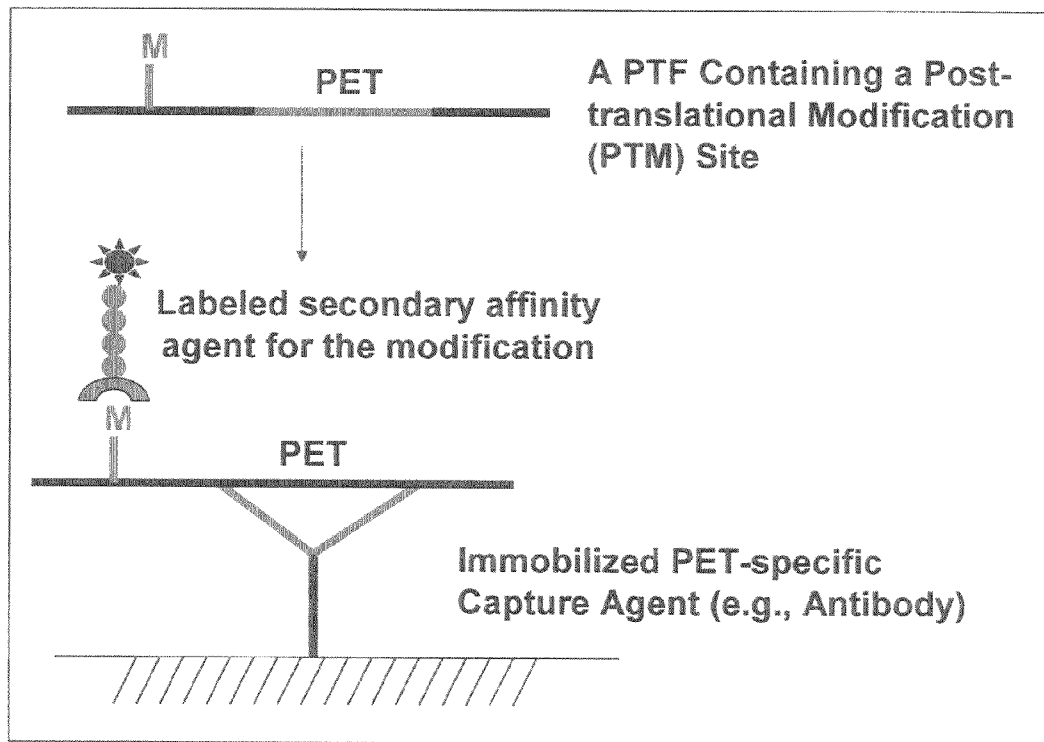 M
PET
A PTF Containing a Post-
translational Modification
(PTM) Site
Labeled secondary affinity
agent for the modification
M
PET
Immobilized PET-specific
Capture Agent (e.g., Antibody)